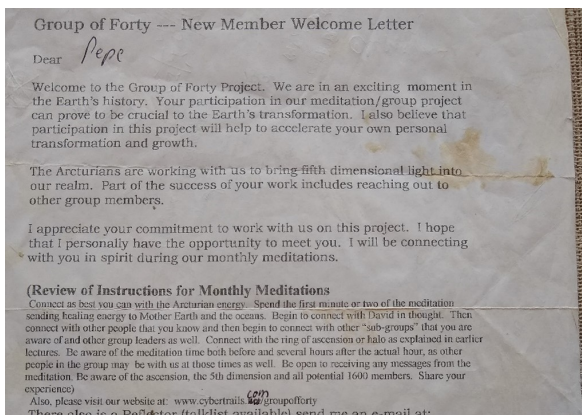 Group of Forty --- New Member Welcome Letter
Dear Pepe
Welcome to the Group of Forty Project. We are in an exciting moment in
the Earth's history. Your participation in our meditation/group project
can prove to be crucial to the Earth's transformation. I also believe that
participation in this project will help to accelerate your own personal
transformation and growth.
The Arcturians are working with us to bring fifth dimensional light into
our realm. Part of the success of your work includes reaching out to
other group members.
I appreciate your commitment to work with us on this project. I hope
that I personally have the opportunity to meet you. I will be connecting
with you in spirit during our monthly meditations.
(Review of Instructions for Monthly Meditations
Connect as best you can with the Arcturian energy. Spend the first minute or two of the meditation
sending healing energy to Mother Earth and the oceans. Begin to connect with David in thought. Then
connect with other people that you know and then begin to connect with other "sub-groups" that you are
aware of and other group leaders as well. Connect with the ring of ascension or halo as explained in earlier
lectures. Be aware of the meditation time both before and several hours after the actual hour, as other
people in the group may be with us at those times as well. Be open to receiving any messages from the
meditation. Be aware of the ascension, the 5th dimension and all potential 1600 members. Share your
experience)
com
Also, please visit our website at: www.cybertrails. /groupofforty
There also is a (talklist available) send me an e-mail at: